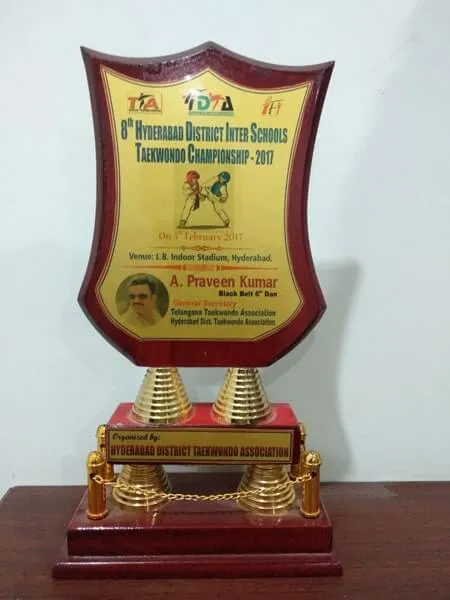 TTA TDTA iTF
8th HYDERABAD DISTRICT INTER SCHOOLS
TAEKWONDO CHAMPIONSHIP - 2017
On 5th February 2017
Venue: L.B. Indoor Stadium, Hyderabad.
A. Praveen Kumar
Black Belt 6th Dan
General Secretary
Telangana Taekwondo Association
Hyderabad Dist. Taekwondo Association
Organized by:
HYDERABAD DISTRICT TAEKWONDO ASSOCIATION